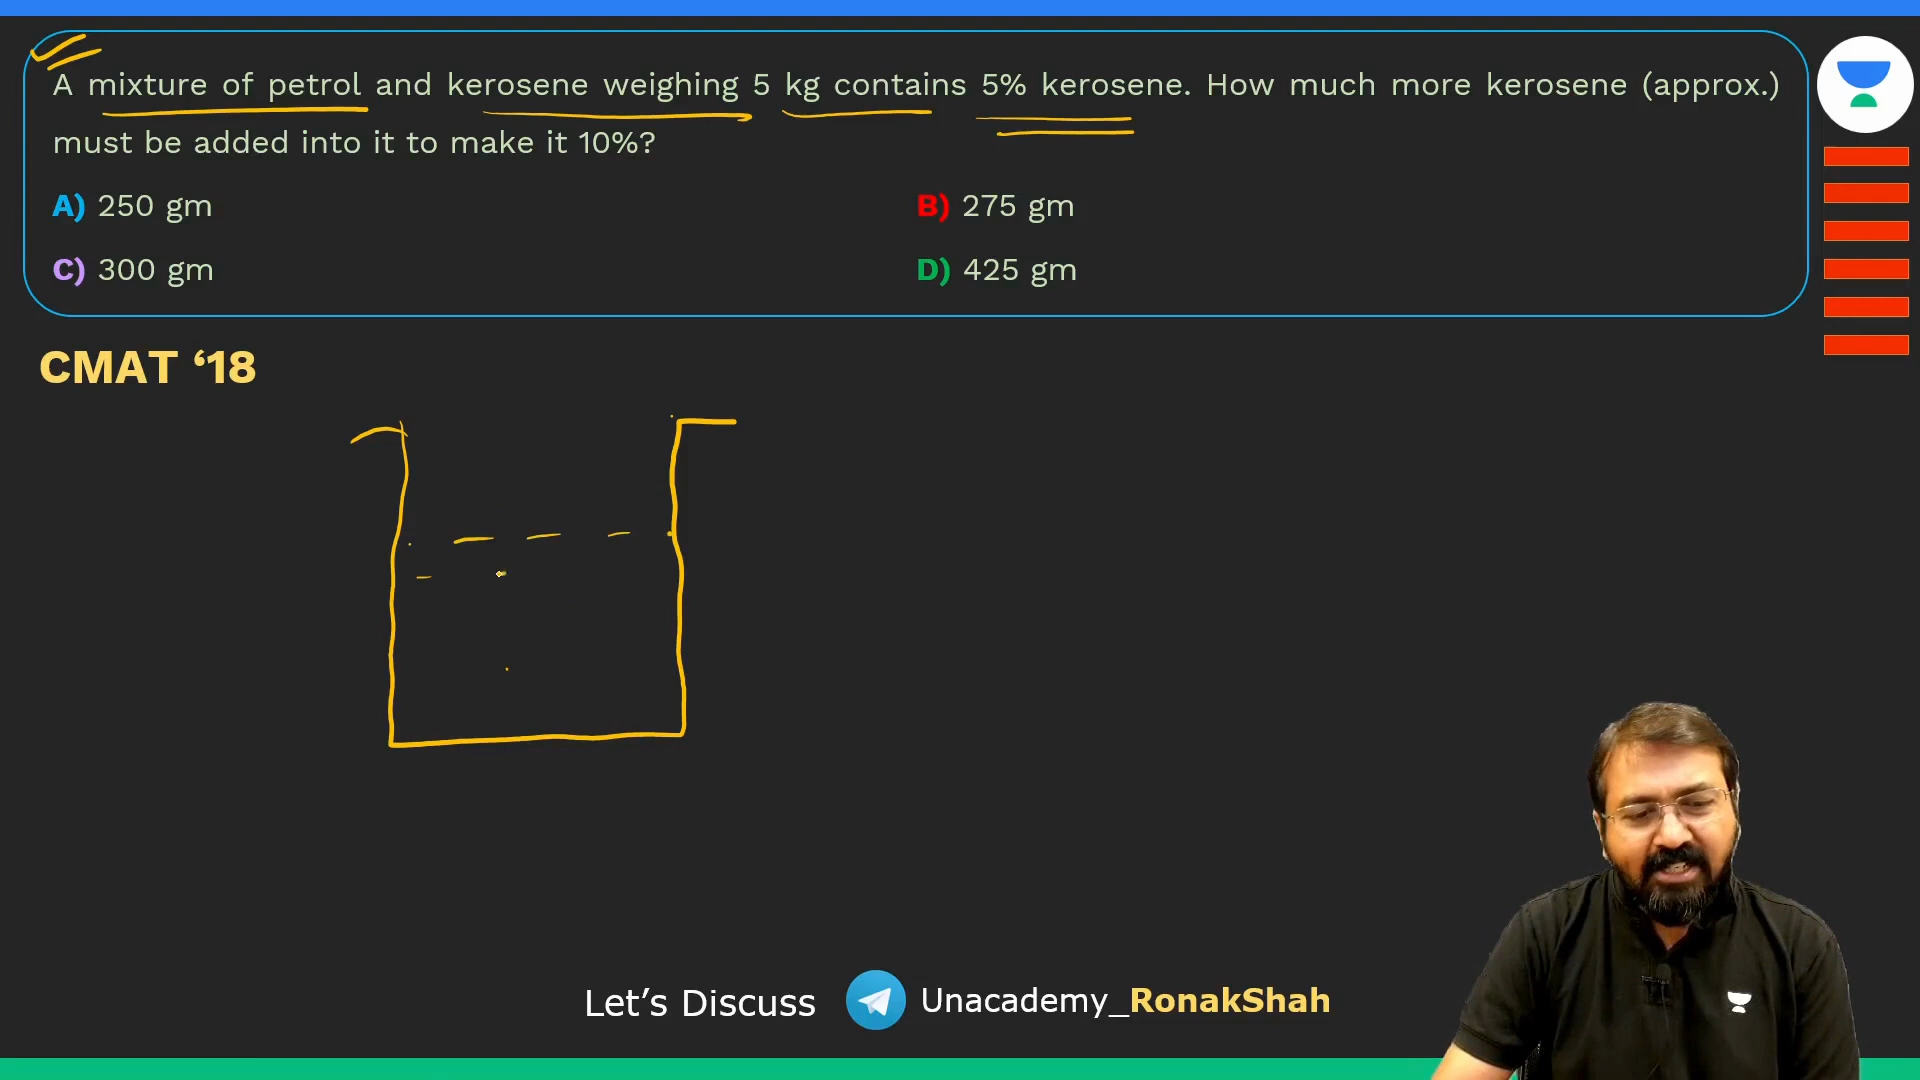 A mixture of petrol and kerosene weighing 5 kg contains 5% kerosene. How much more kerosene (approx.)
must be added into it to make it 10%?
A) 250 gm
B) 275 gm
C) 300 gm
D) 425 gm
CMAT ‘18
Let’s Discuss
Unacademy_RonakShah